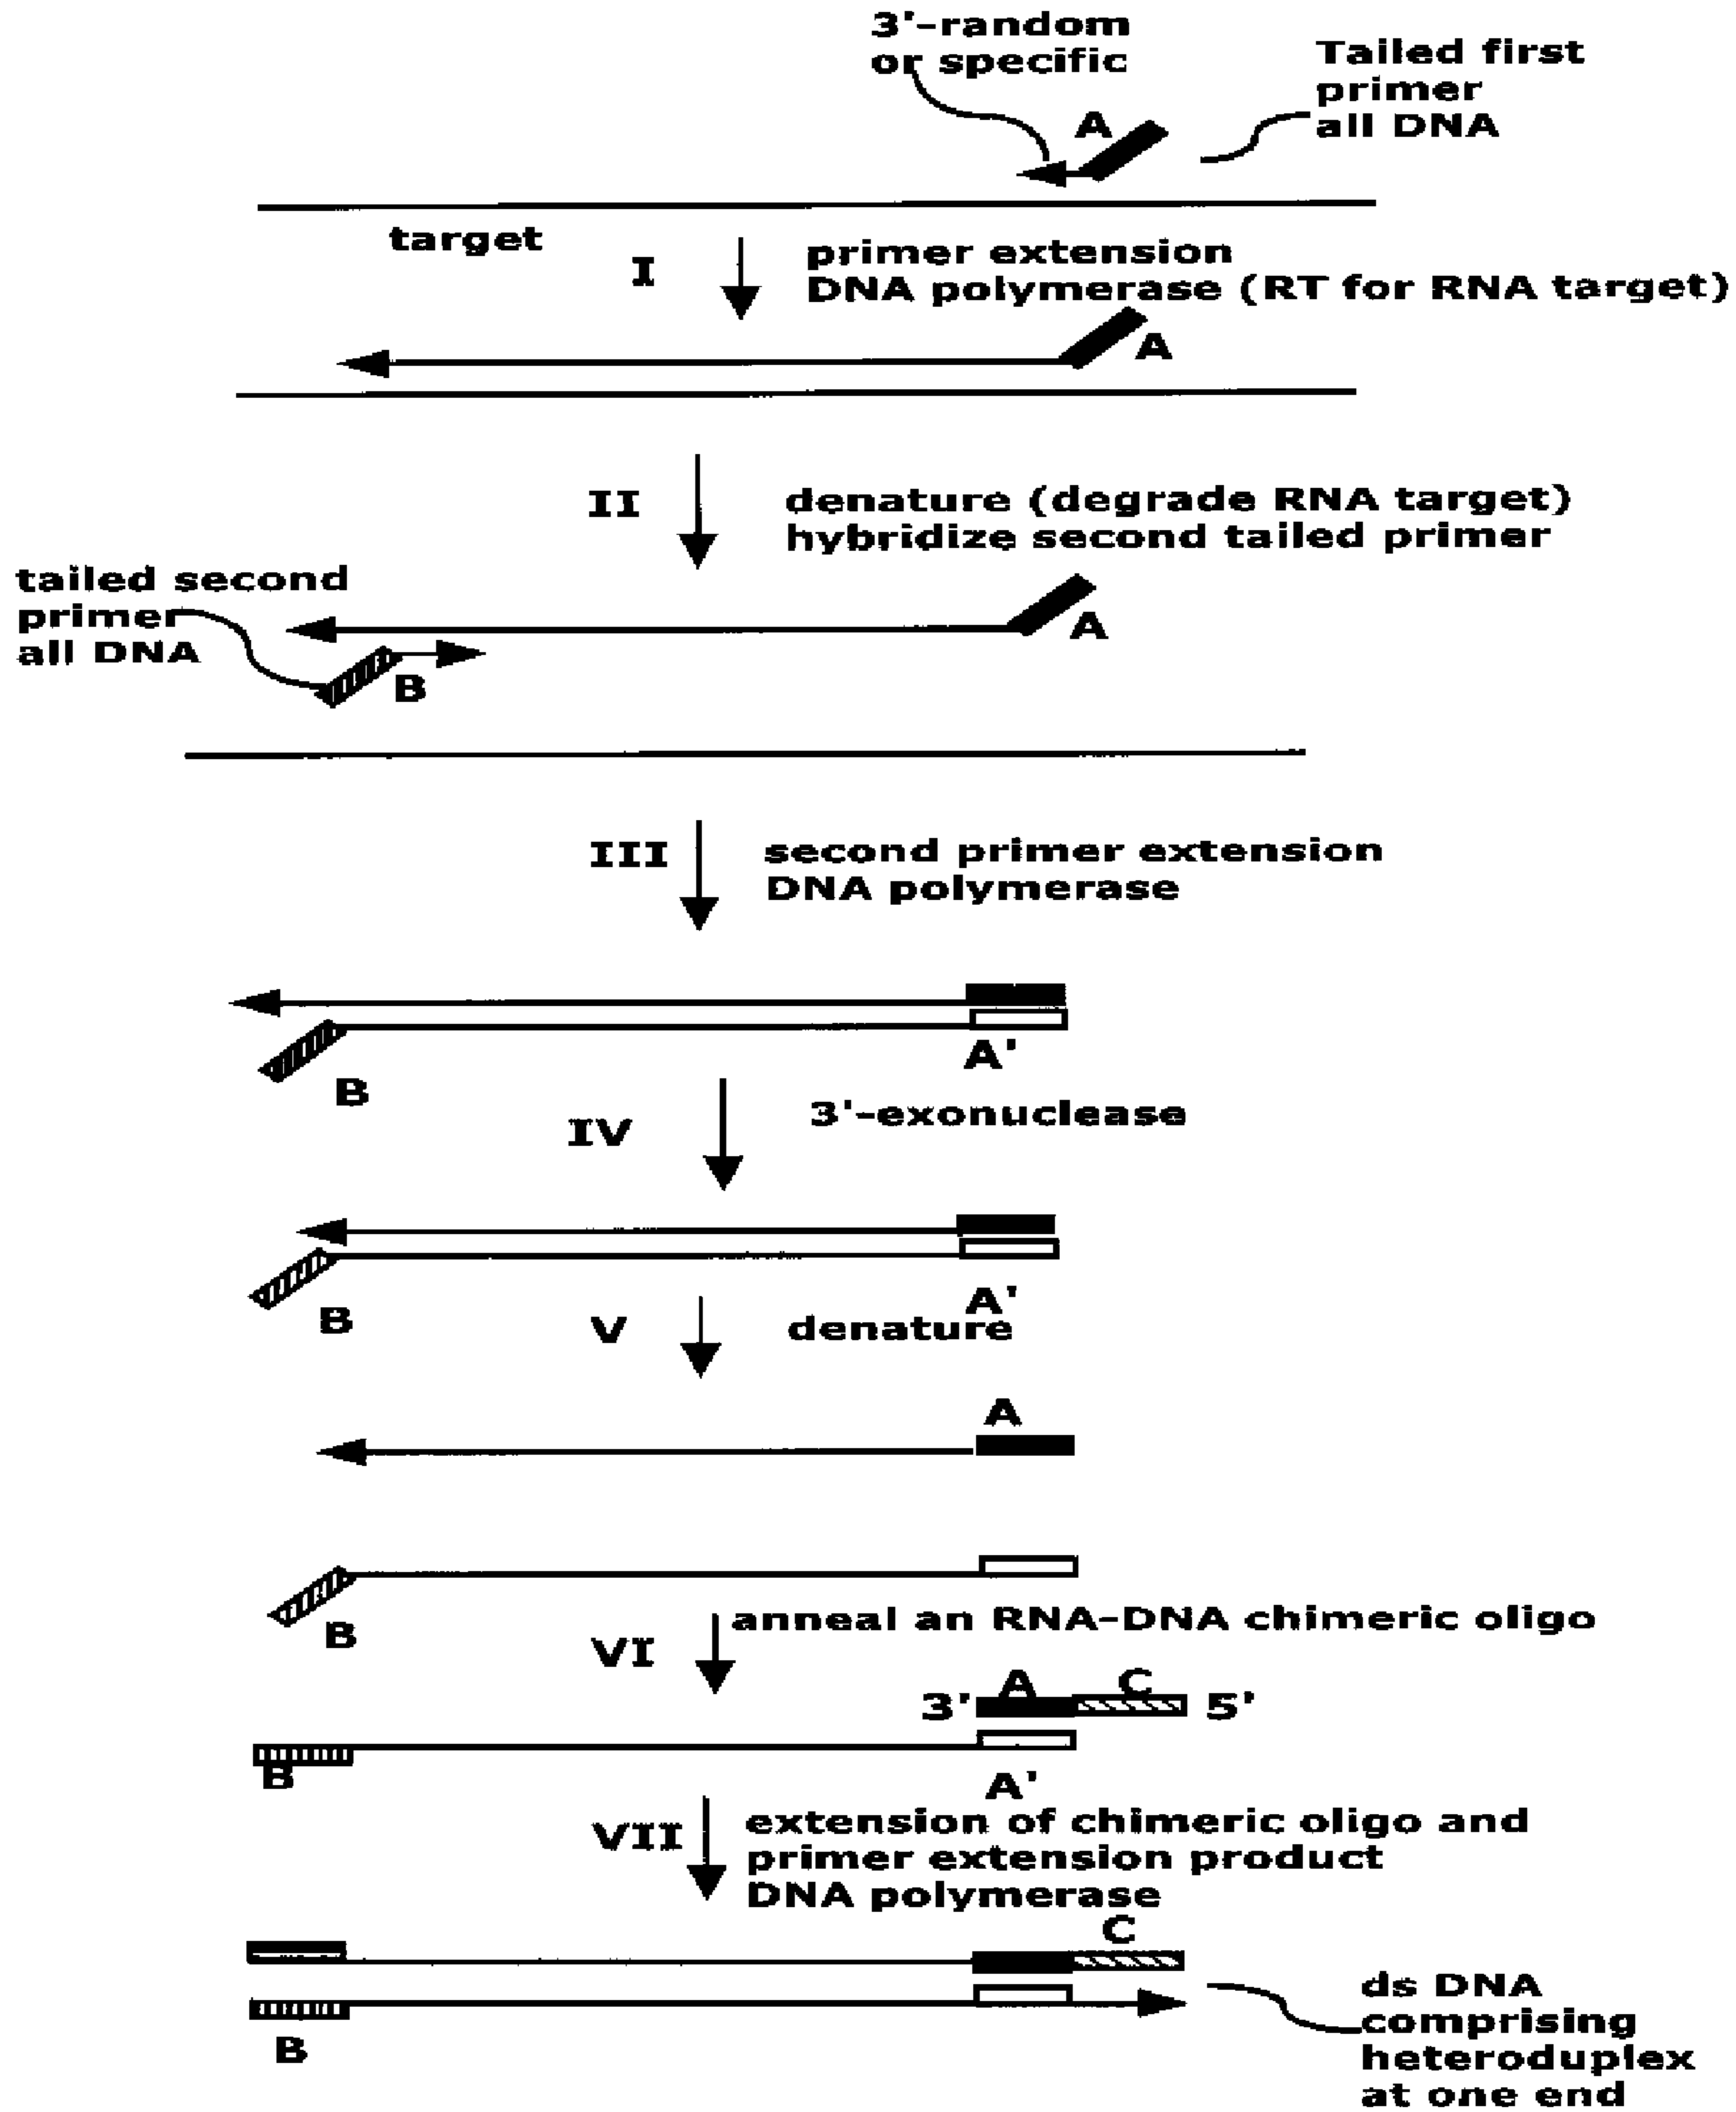 3'-random
or specific
Tailed first
primer
all DNA
A
target
I
primer extension
DNA polymerase (RT for RNA target)
A
II
denature (degrade RNA target)
hybridize second tailed primer
tailed second
primer
all DNA
A
B
III
second primer extension
DNA polymerase
A'
B
IV
3'-exonuclease
A'
B
V
denature
A
B
VI
anneal an RNA-DNA chimeric oligo
A C
3' 5'
B
A'
VII
extension of chimeric oligo and
primer extension product
DNA polymerase
C
B
ds DNA
comprising
heteroduplex
at one end